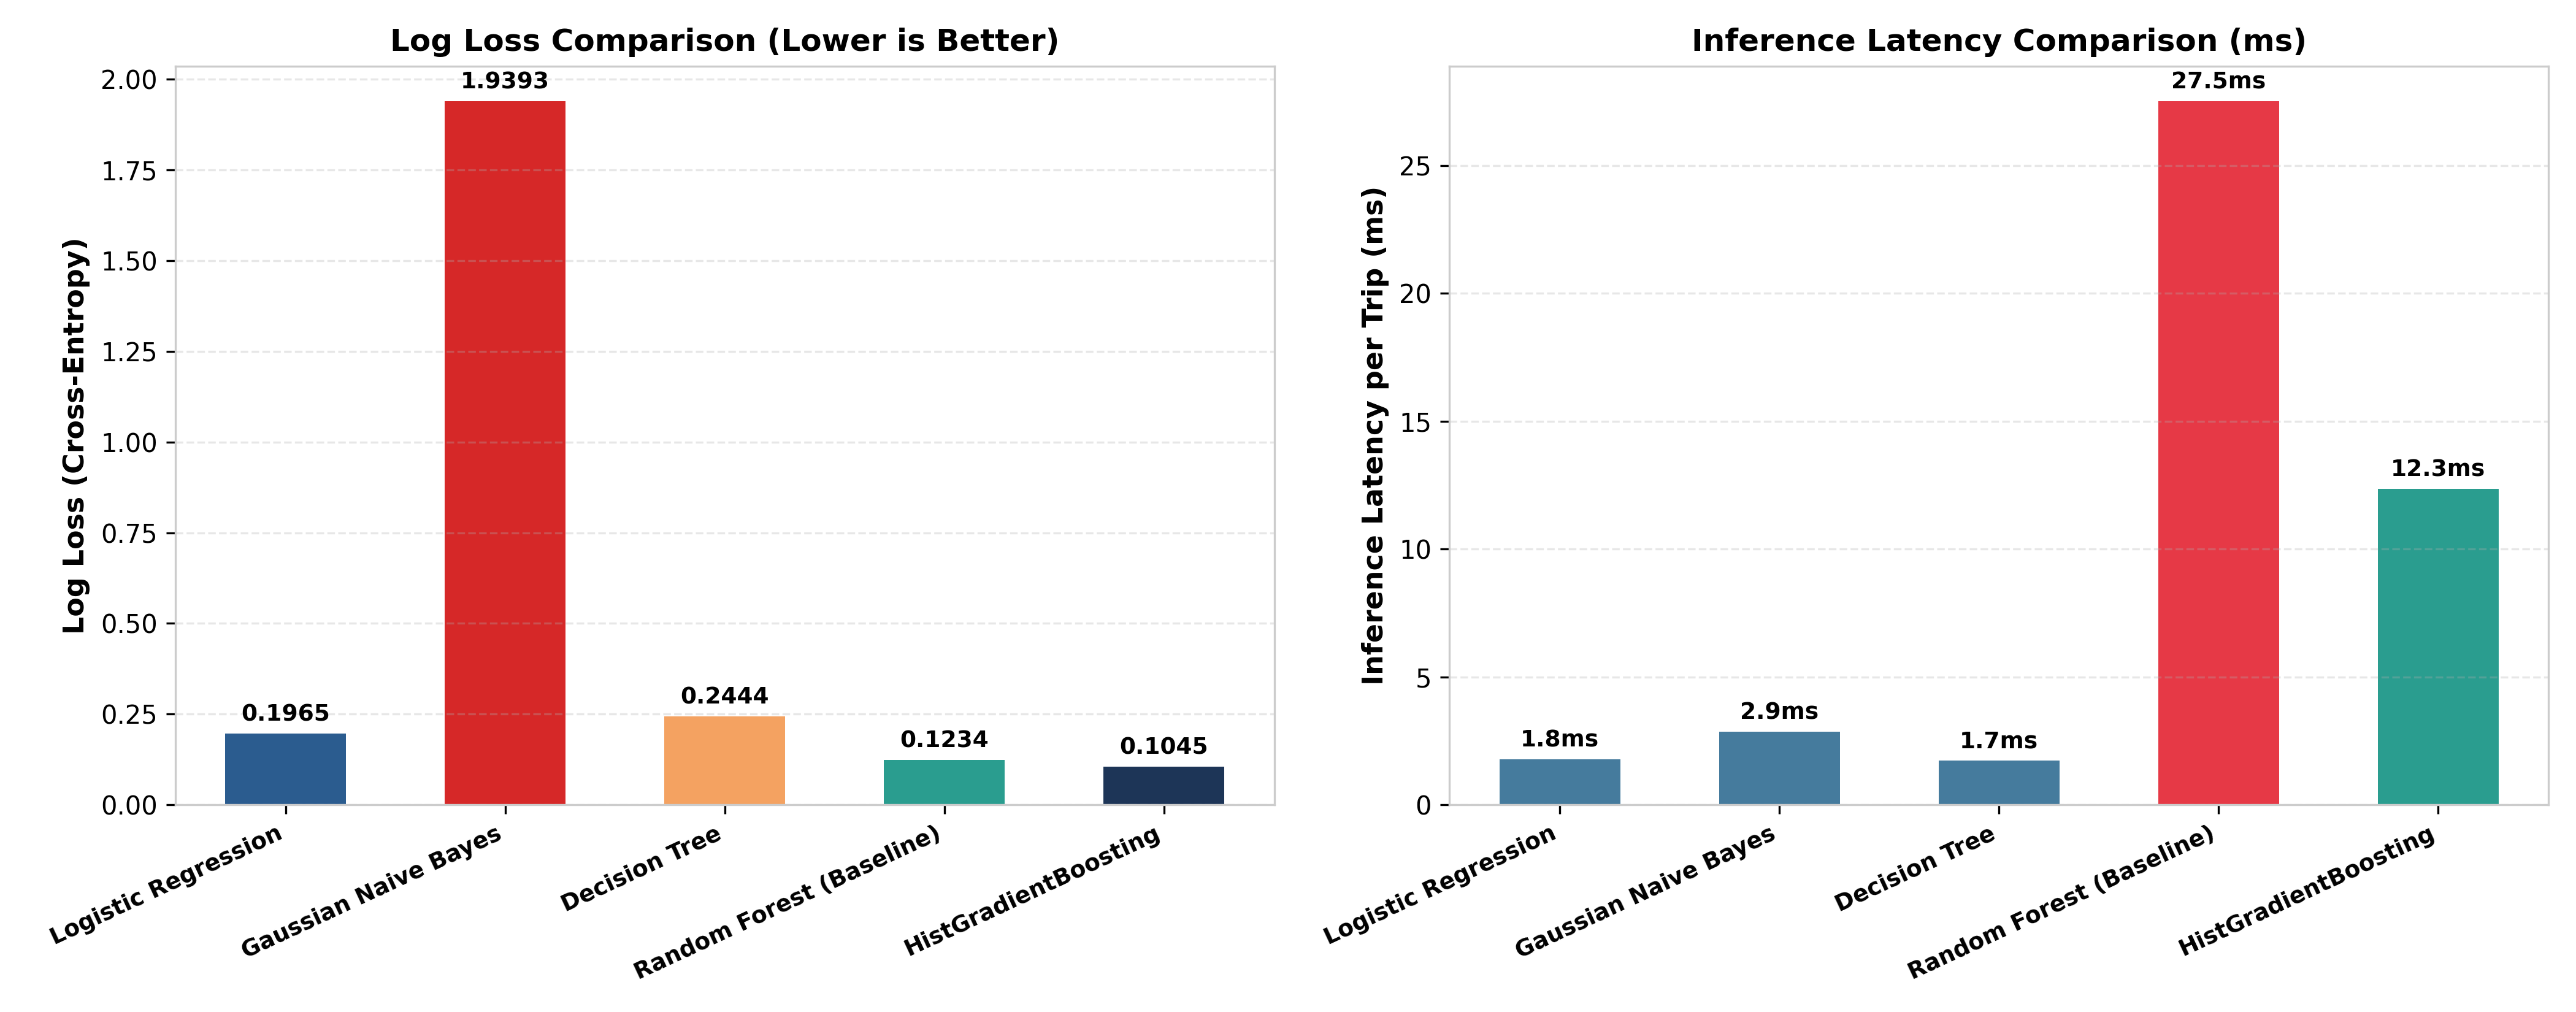 Log Loss Comparison (Lower is Better)
Log Loss (Cross-Entropy)
2.00
1.75
1.50
1.25
1.00
0.75
0.50
0.25
0.00
0.1965
1.9393
0.2444
0.1234
0.1045
Logistic Regression
Gaussian Naive Bayes
Decision Tree
Random Forest (Baseline)
HistGradientBoosting
Inference Latency Comparison (ms)
Inference Latency per Trip (ms)
25
20
15
10
5
0
1.8ms
2.9ms
1.7ms
27.5ms
12.3ms
Logistic Regression
Gaussian Naive Bayes
Decision Tree
Random Forest (Baseline)
HistGradientBoosting